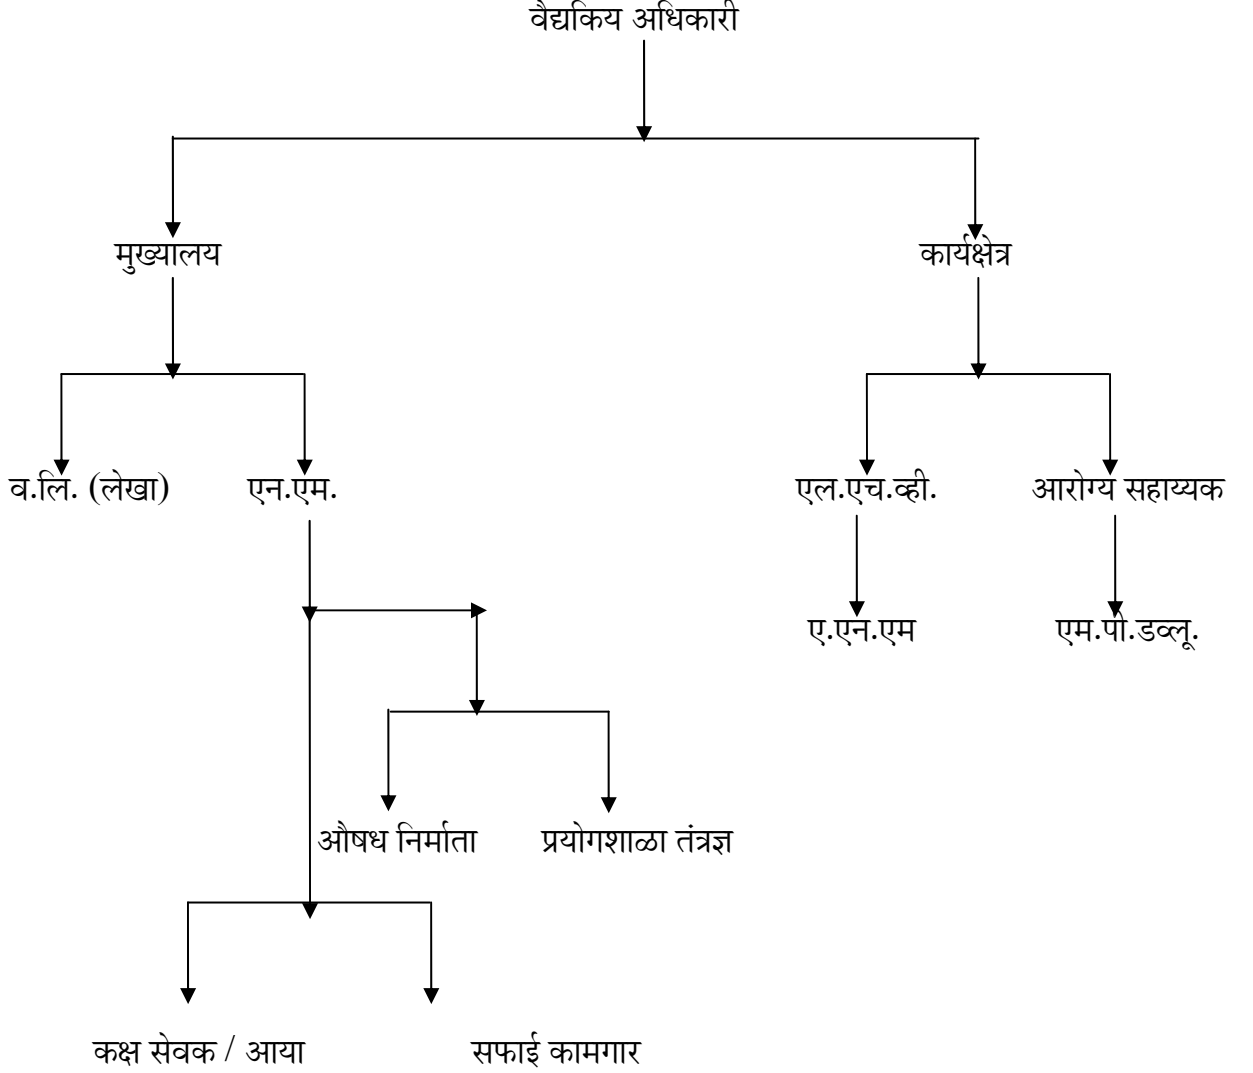 वैद्यकिय अधिकारी
मुख्यालय
कार्यक्षेत्र
व.लि. (लेखा)
एन.एम.
एल.एच.व्ही.
आरोग्य सहाय्यक
ए.एन.एम
एम.पी.डव्लू.
औषध निर्माता
प्रयोगशाळा तंत्रज्ञ
कक्ष सेवक / आया
सफाई कामगार